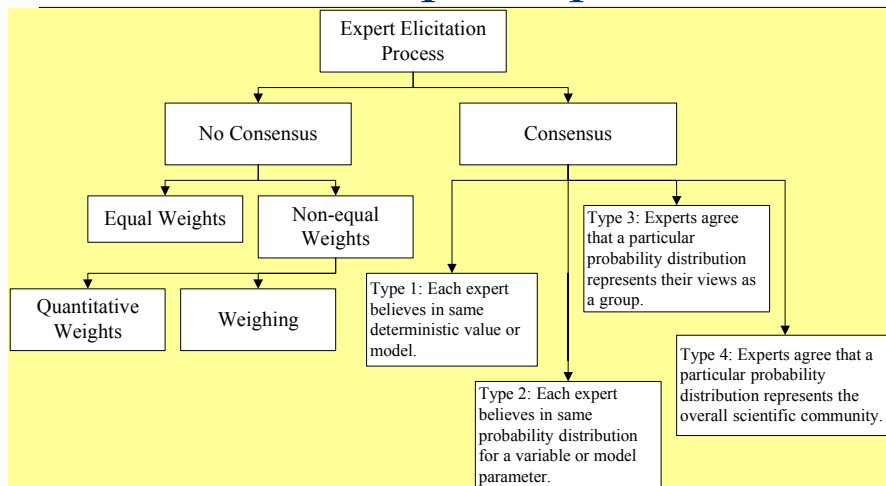 Expert Elicitation
Process
No Consensus
Consensus
Equal Weights
Non-equal
Weights
Quantitative
Weights
Weighing
Type 1: Each expert
believes in same
deterministic value or
model.
Type 2: Each expert
believes in same
probability distribution
for a variable or model
parameter.
Type 3: Experts agree
that a particular
probability distribution
represents their views as
a group.
Type 4: Experts agree that a
particular probability
distribution represents the
overall scientific community.